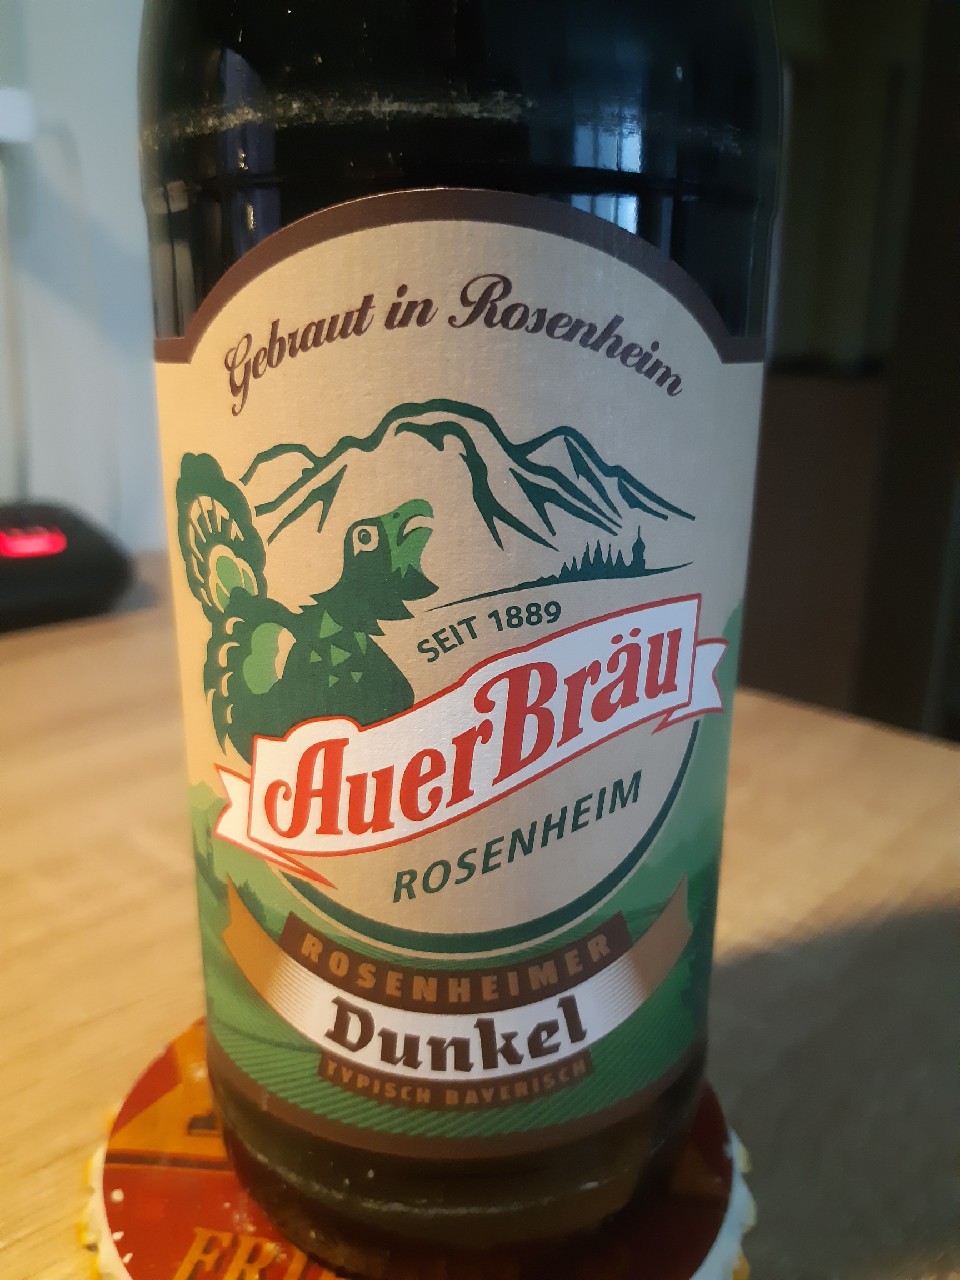 Gebraut in Rosenheim
SEIT 1889
AuerBräu
ROSENHEIM
ROSENHEIMER
Dunkel
TYPISCH BAYERISCH